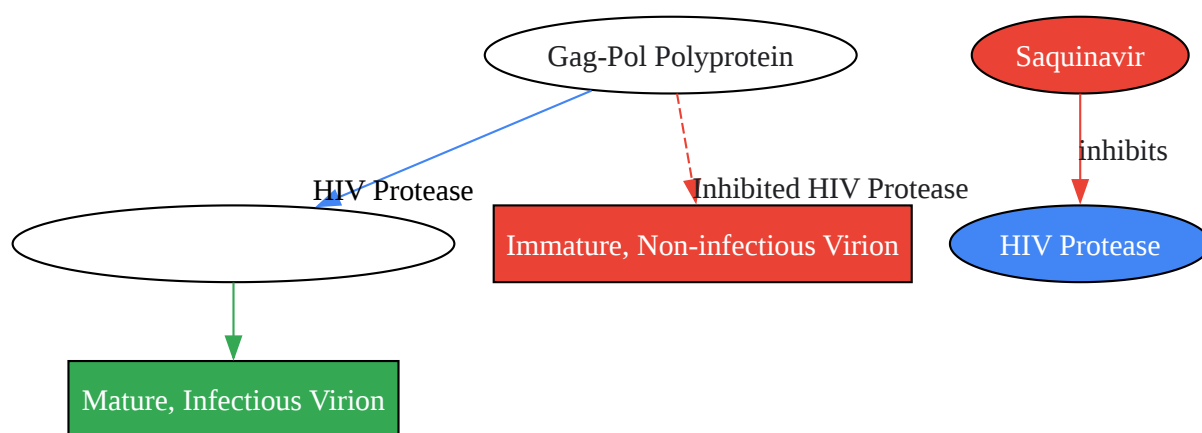 Gag-Pol Polyprotein
Saquinavir
inhibits
HIV Protease
Inhibited HIV Protease
Immature, Non-infectious Virion
HIV Protease
Mature, Infectious Virion